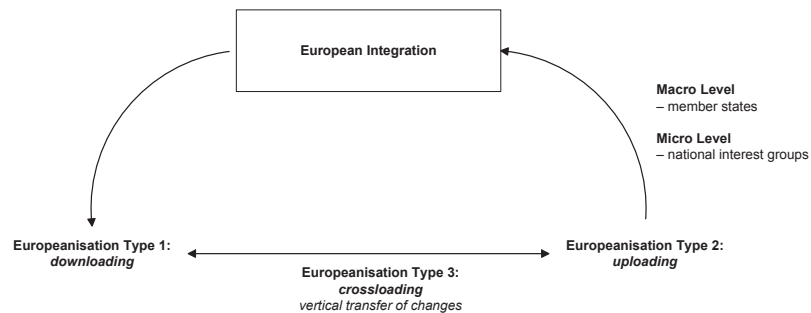 European Integration
Macro Level
– member states
Micro Level
– national interest groups
Europeanisation Type 1:
downloading
Europeanisation Type 2:
uploading
Europeanisation Type 3:
crossloading
vertical transfer of changes